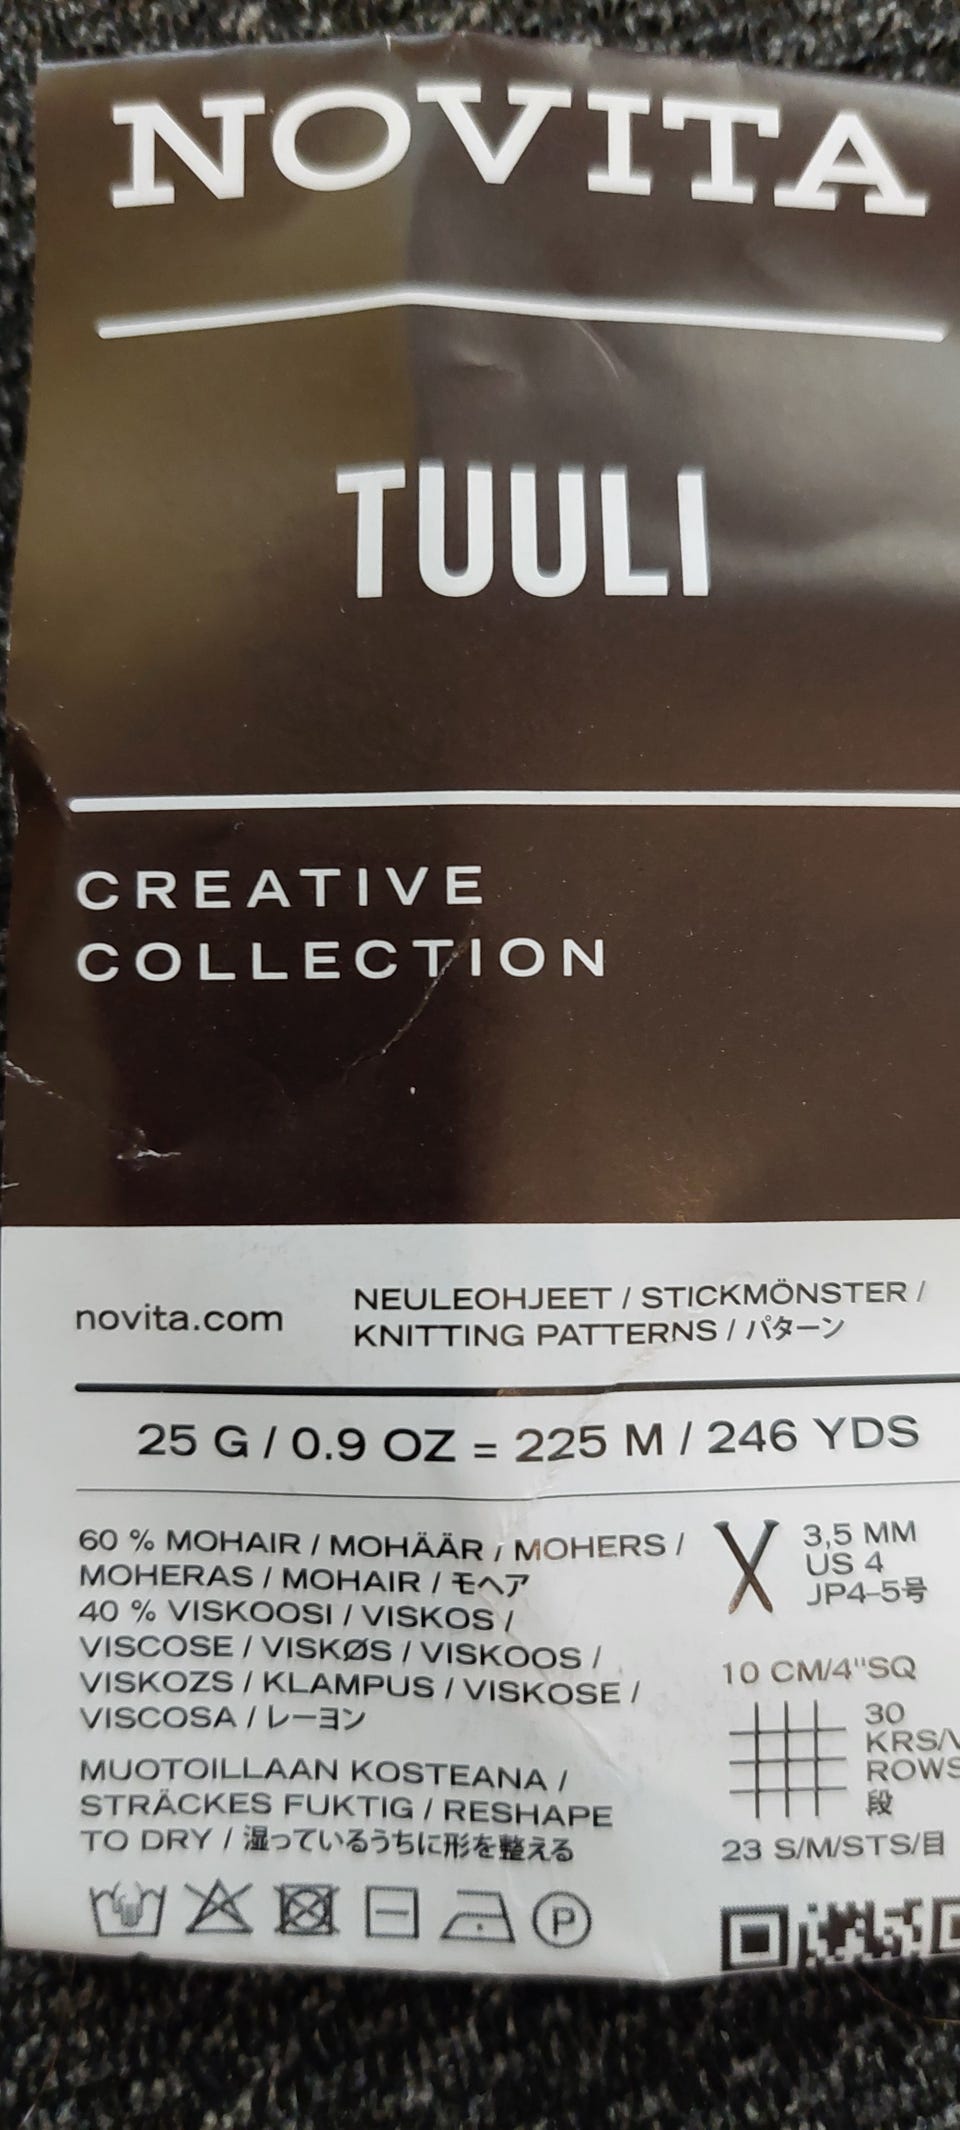 NOVITA
TUULI
CREATIVE
COLLECTION
novita.com
NEULEOHJEET / STICKMÖNSTER /
KNITTING PATTERNS / パターン
25 G / 0.9 OZ = 225 M / 246 YDS
60 % MOHAIR / MOHÄÄR / MOHERS /
MOHERAS / MOHAIR / モヘア
40 % VISKOOSI / VISKOS /
VISCOSE / VISKØS / VISKOOS /
VISKOZS / KLAMPUS / VISKOSE /
VISCOSA / レーヨン
MUOTOILLAAN KOSTEANA /
STRÄCKES FUKTIG / RESHAPE
TO DRY / 湿っているうちに形を整える
P
3,5 MM
US 4
JP4-5号
10 CM/4"SQ
30
KRS/V
ROWS
段
23 S/M/STS/目